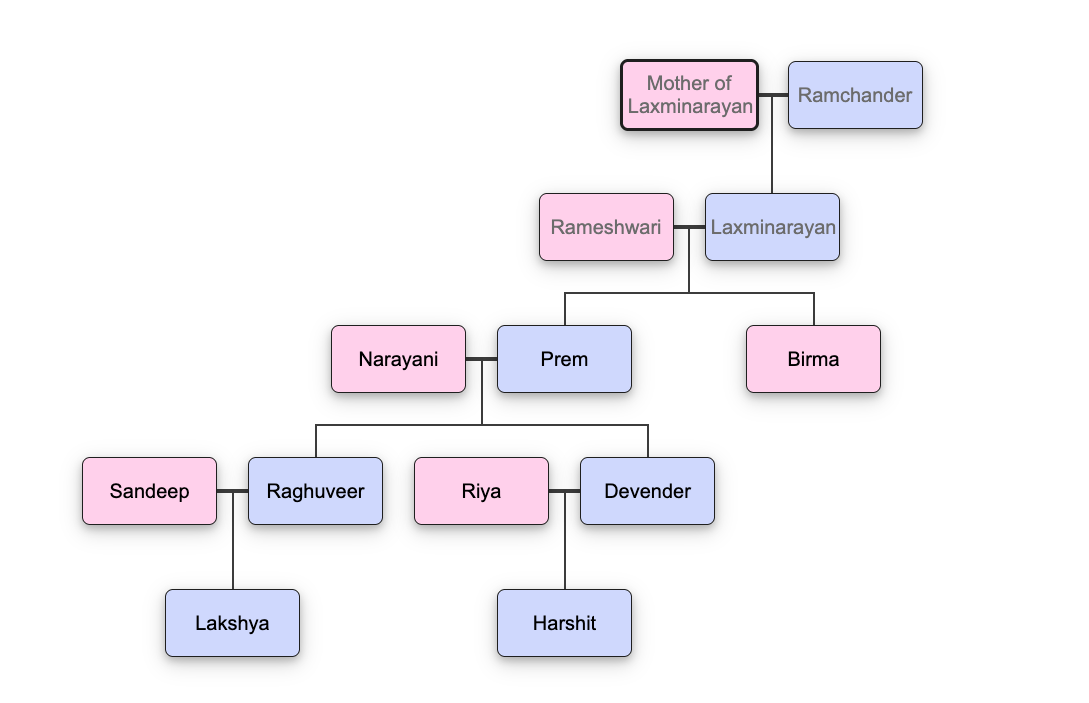 Mother of
Laxminarayan
Ramchander
Rameshwari
Laxminarayan
Narayani
Prem
Birma
Sandeep
Raghuveer
Riya
Devender
Lakshya
Harshit